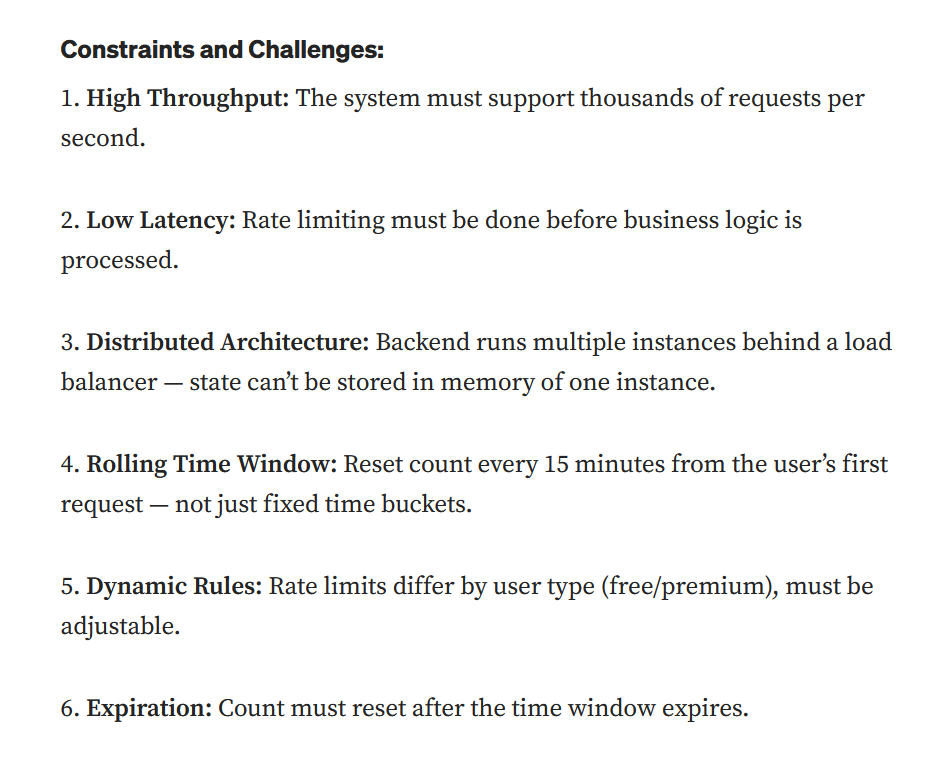 Constraints and Challenges:
1. High Throughput: The system must support thousands of requests per
second.
2. Low Latency: Rate limiting must be done before business logic is
processed.
3. Distributed Architecture: Backend runs multiple instances behind a load
balancer — state can’t be stored in memory of one instance.
4. Rolling Time Window: Reset count every 15 minutes from the user’s first
request — not just fixed time buckets.
5. Dynamic Rules: Rate limits differ by user type (free/premium), must be
adjustable.
6. Expiration: Count must reset after the time window expires.